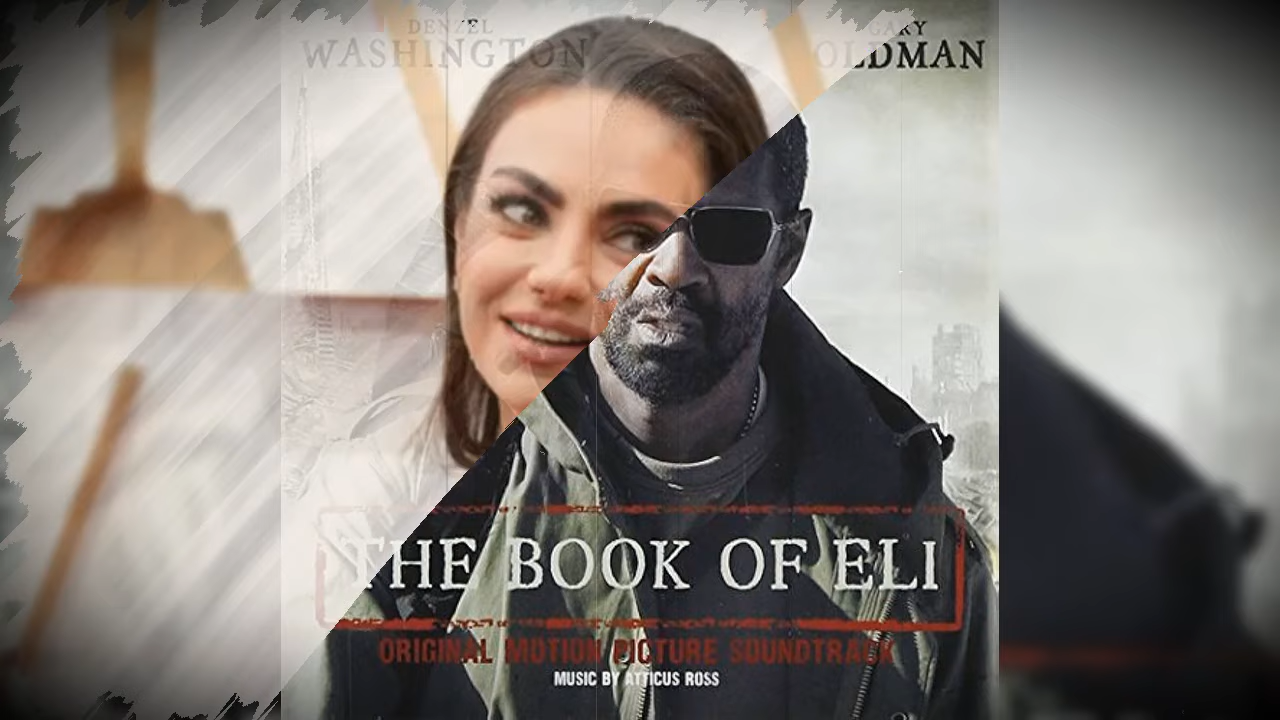 DENZEL
WASHINGTON
GARY
OLDMAN
THE BOOK OF ELI
ORIGINAL MOTION PICTURE SOUNDTRACK
MUSIC BY ATTICUS ROSS